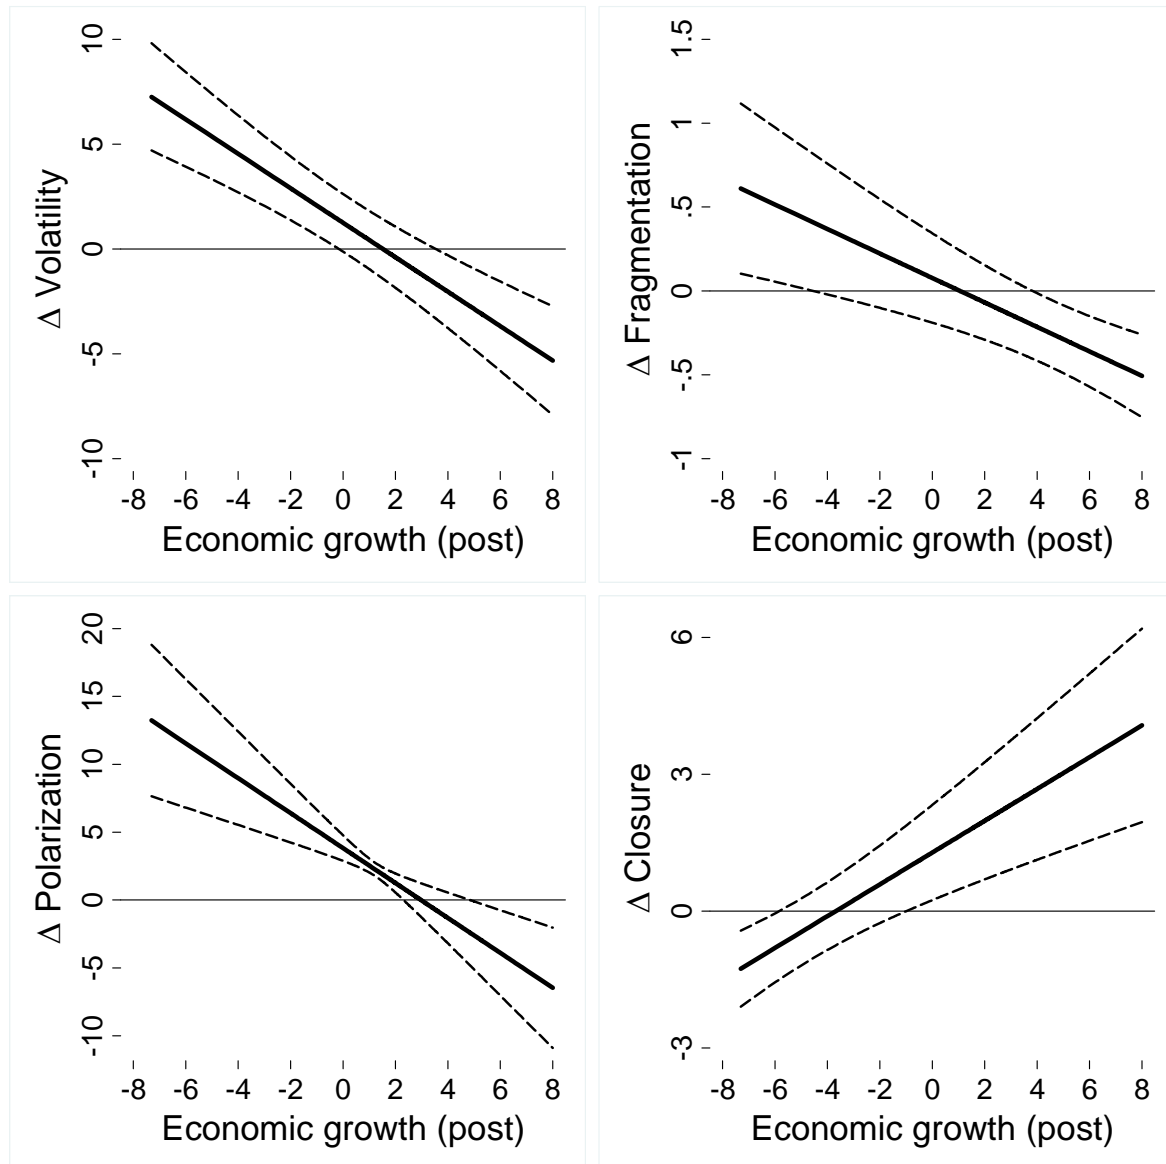 Δ Volatility
10
5
0
-5
-10
-8 -6 -4 -2 0 2 4 6 8
Economic growth (post)
Δ Fragmentation
1.5
1
.5
0
-.5
-1
-8 -6 -4 -2 0 2 4 6 8
Economic growth (post)
Δ Polarization
20
15
10
5
0
-5
-10
-8 -6 -4 -2 0 2 4 6 8
Economic growth (post)
Δ Closure
6
3
0
-3
-8 -6 -4 -2 0 2 4 6 8
Economic growth (post)